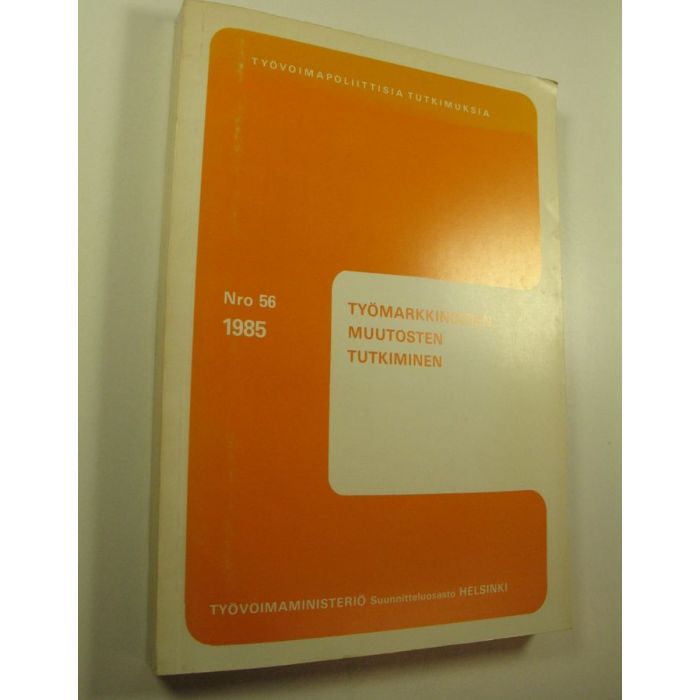 TYÖVOIMAPOLIITTISIA TUTKIMUKSIA
Nro 56
1985
TYÖMARKKINOIDEN
MUUTOSTEN
TUTKIMINEN
TYÖVOIMAMINISTERIÖ Suunnitteluosasto HELSINKI